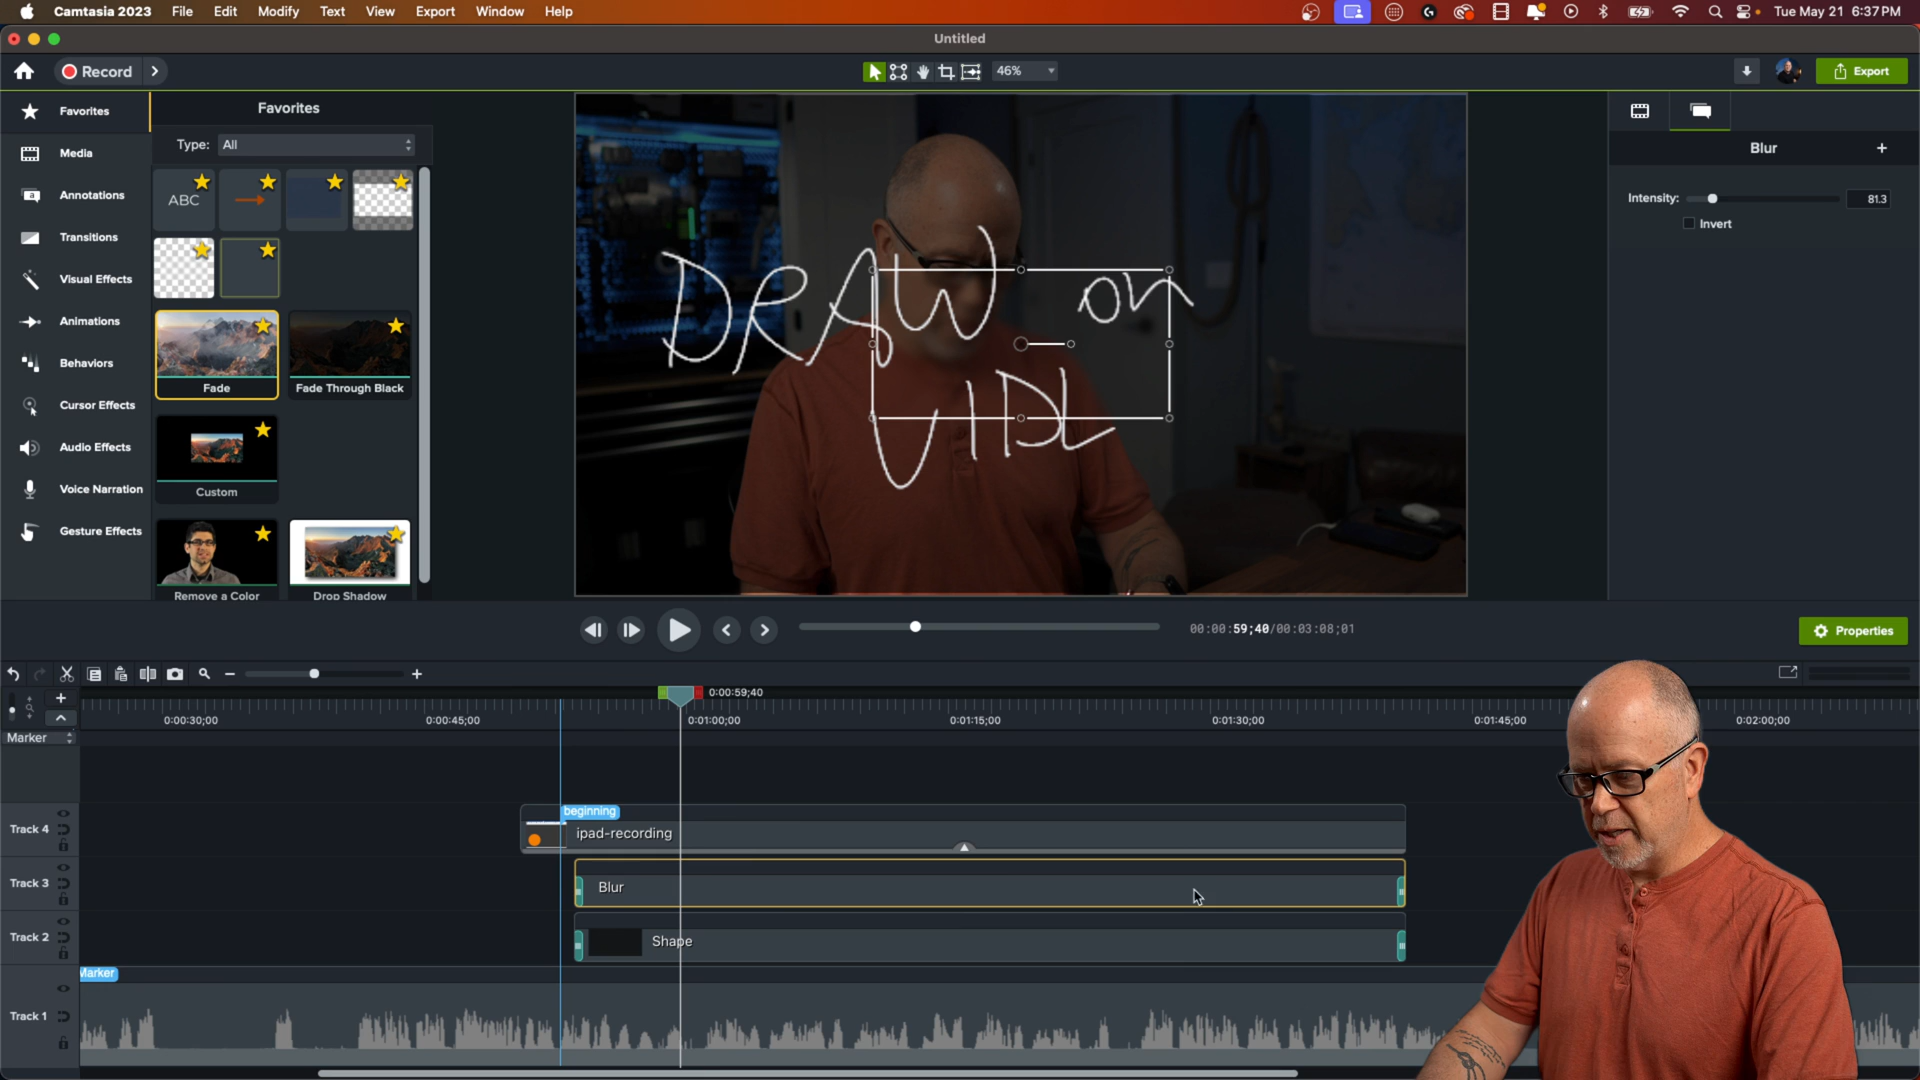 Camtasia 2023 File Edit Modify Text View Export Window Help
Tue May 21 6:37 PM
Untitled
Record
46%
Export
Favorites
Media
Annotations
Transitions
Visual Effects
Animations
Behaviors
Cursor Effects
Audio Effects
Voice Narration
Gesture Effects
Favorites
Type: All
ABC
Fade
Fade Through Black
Custom
Remove a Color
Drop Shadow
DRAW on
VIDE
Blur
Intensity: 81.3
Invert
00:00:59;40/00:03:08;01
Properties
0:00:59;40
0:00:30;00 0:00:45;00 0:01:00;00 0:01:15;00 0:01:30;00 0:01:45;00 0:02:00;00
Marker
beginning
Track 4
ipad-recording
Track 3
Blur
Track 2
Shape
Marker
Track 1